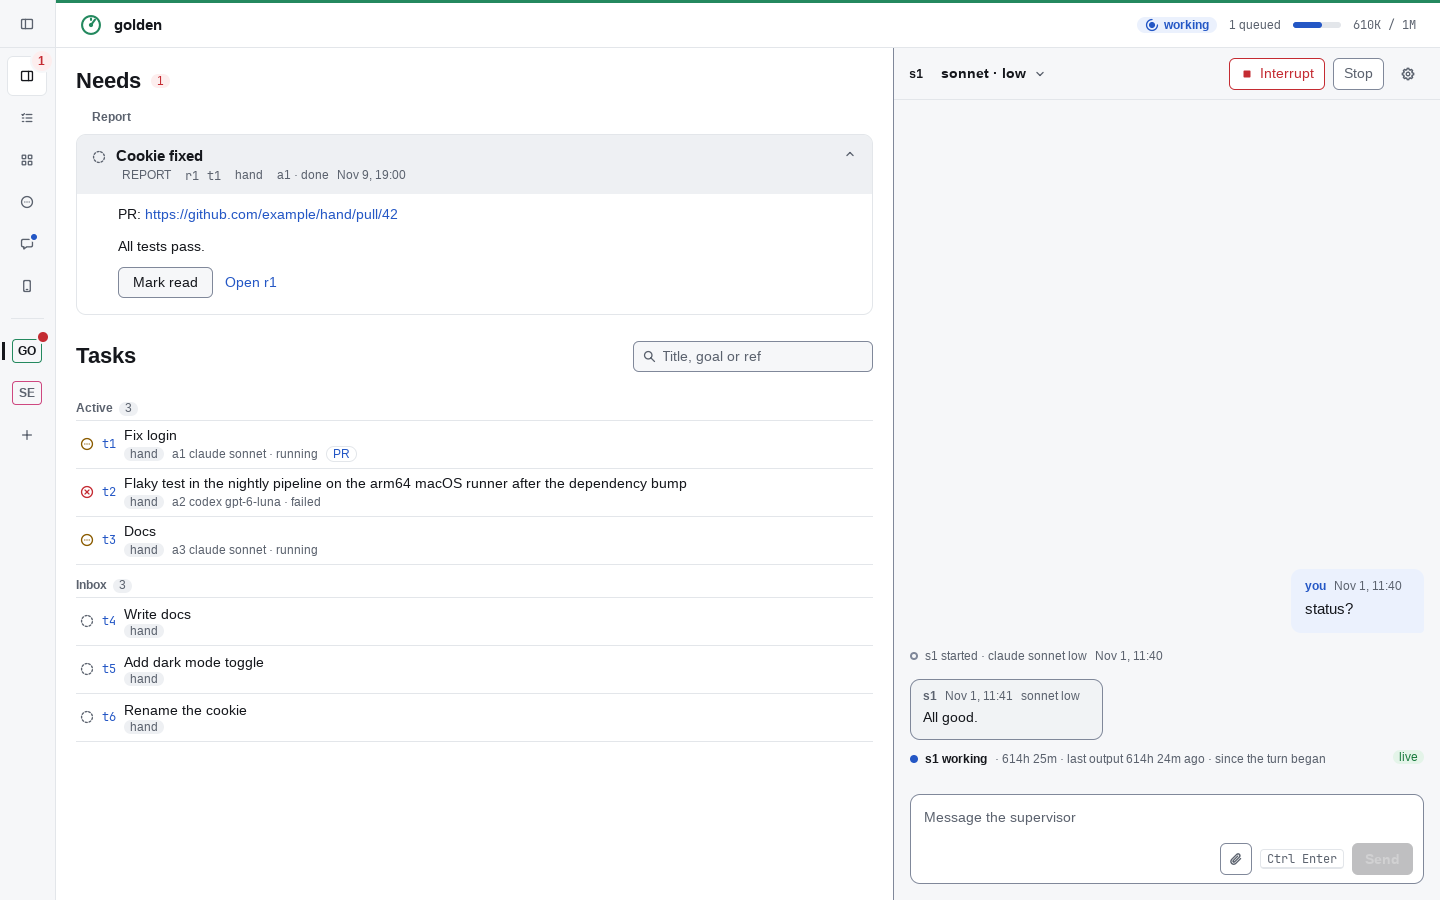 golden
working
1 queued
610K / 1M
1
GO
SE
Needs 1
Report
Cookie fixed
REPORT r1 t1 hand a1 · done Nov 9, 19:00
PR: https://github.com/example/hand/pull/42
All tests pass.
Mark read Open r1
Tasks
Title, goal or ref
Active 3
t1 Fix login
hand a1 claude sonnet · running PR
t2 Flaky test in the nightly pipeline on the arm64 macOS runner after the dependency bump
hand a2 codex gpt-6-luna · failed
t3 Docs
hand a3 claude sonnet · running
Inbox 3
t4 Write docs
hand
t5 Add dark mode toggle
hand
t6 Rename the cookie
hand
s1 sonnet · low
Interrupt
Stop
you Nov 1, 11:40
status?
s1 started · claude sonnet low Nov 1, 11:40
s1 Nov 1, 11:41 sonnet low
All good.
s1 working · 614h 25m · last output 614h 24m ago · since the turn began
live
Message the supervisor
Ctrl Enter
Send